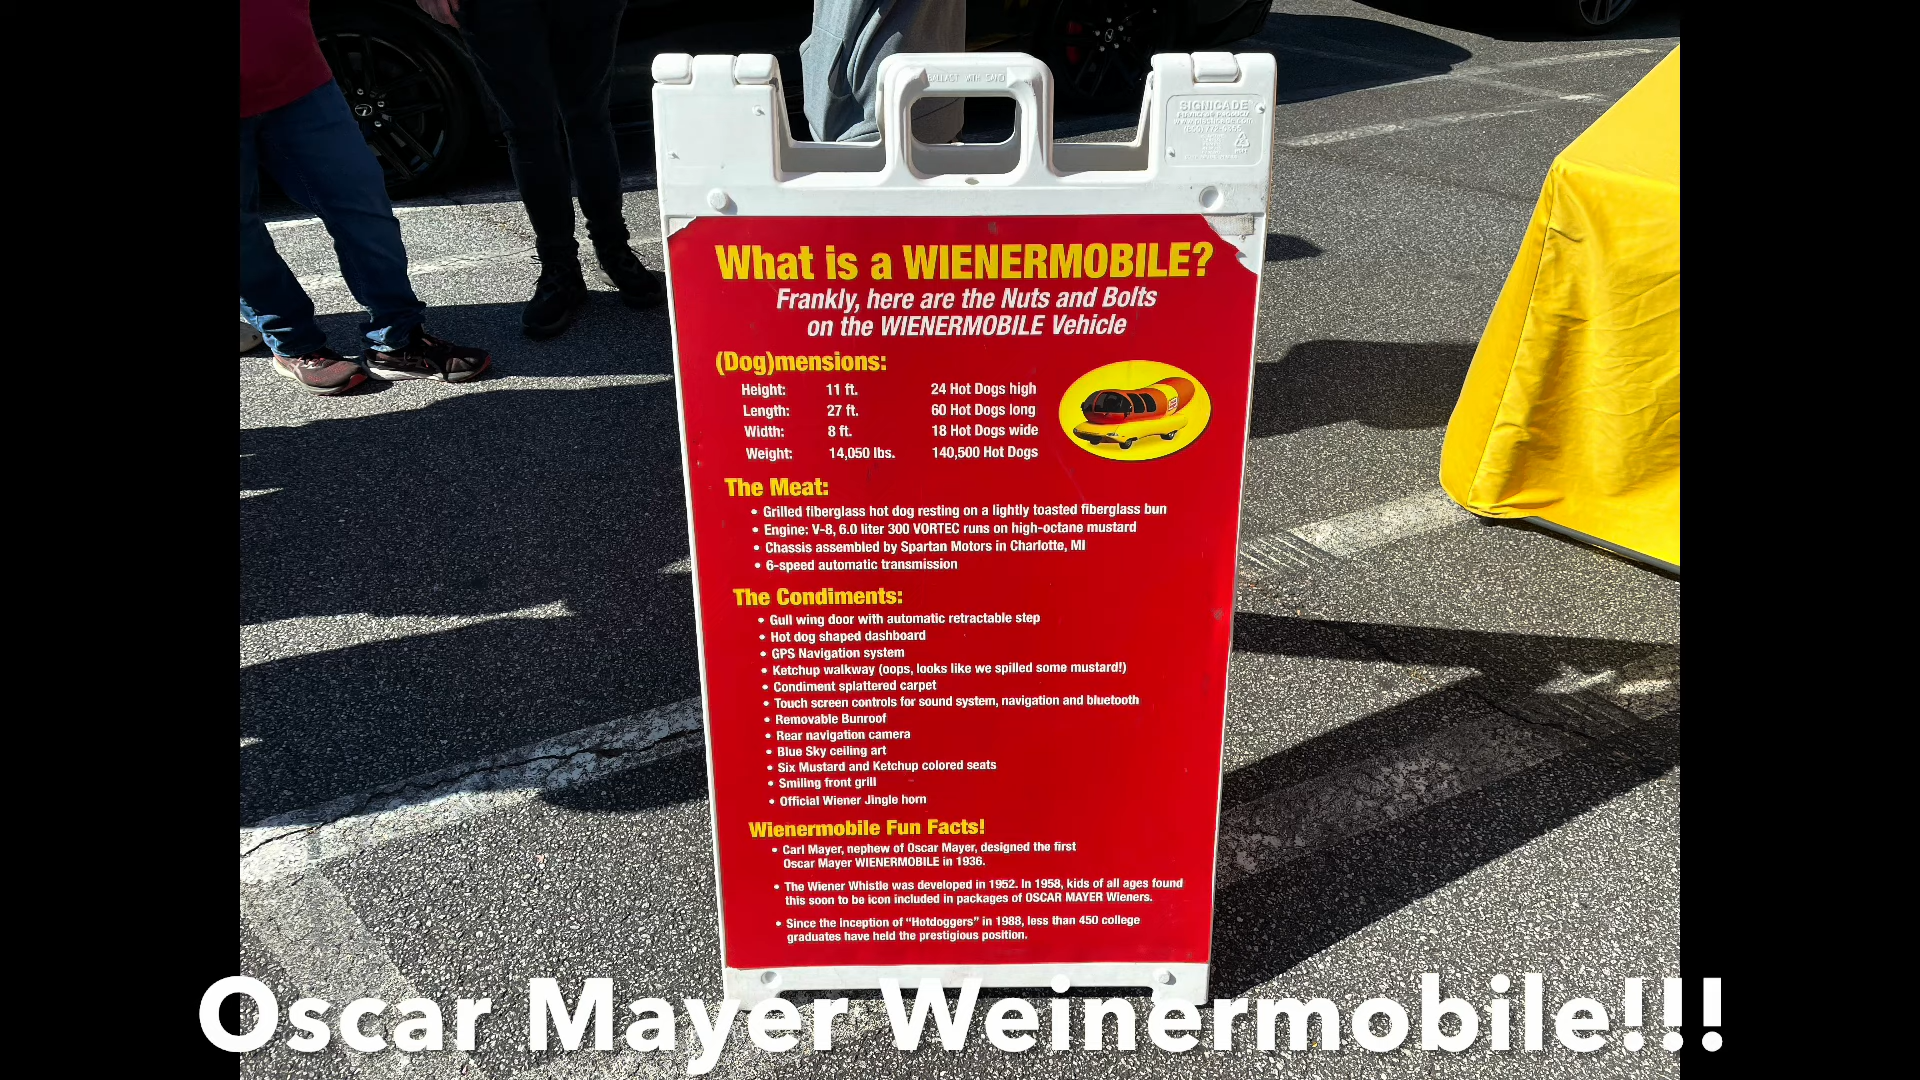 BALLAST WITH SAND
SIGNICADE
What is a WIENERMOBILE?
Frankly, here are the Nuts and Bolts
on the WIENERMOBILE Vehicle
(Dog)mensions:
Height: 11 ft. 24 Hot Dogs high
Length: 27 ft. 60 Hot Dogs long
Width: 8 ft. 18 Hot Dogs wide
Weight: 14,050 lbs. 140,500 Hot Dogs
The Meat:
• Grilled fiberglass hot dog resting on a lightly toasted fiberglass bun
• Engine: V-8, 6.0 liter 300 VORTEC runs on high-octane mustard
• Chassis assembled by Spartan Motors in Charlotte, MI
• 6-speed automatic transmission
The Condiments:
• Gull wing door with automatic retractable step
• Hot dog shaped dashboard
• GPS Navigation system
• Ketchup walkway (oops, looks like we spilled some mustard!)
• Condiment splattered carpet
• Touch screen controls for sound system, navigation and bluetooth
• Removable Bunroof
• Rear navigation camera
• Blue Sky ceiling art
• Six Mustard and Ketchup colored seats
• Smiling front grill
• Official Wiener Jingle horn
Wienermobile Fun Facts!
• Carl Mayer, nephew of Oscar Mayer, designed the first
Oscar Mayer WIENERMOBILE in 1936.
• The Wiener Whistle was developed in 1952. In 1958, kids of all ages found
this soon to be icon included in packages of OSCAR MAYER Wieners.
• Since the inception of “Hotdoggers” in 1988, less than 450 college
graduates have held the prestigious position.
Oscar Mayer Weinermobile!!!